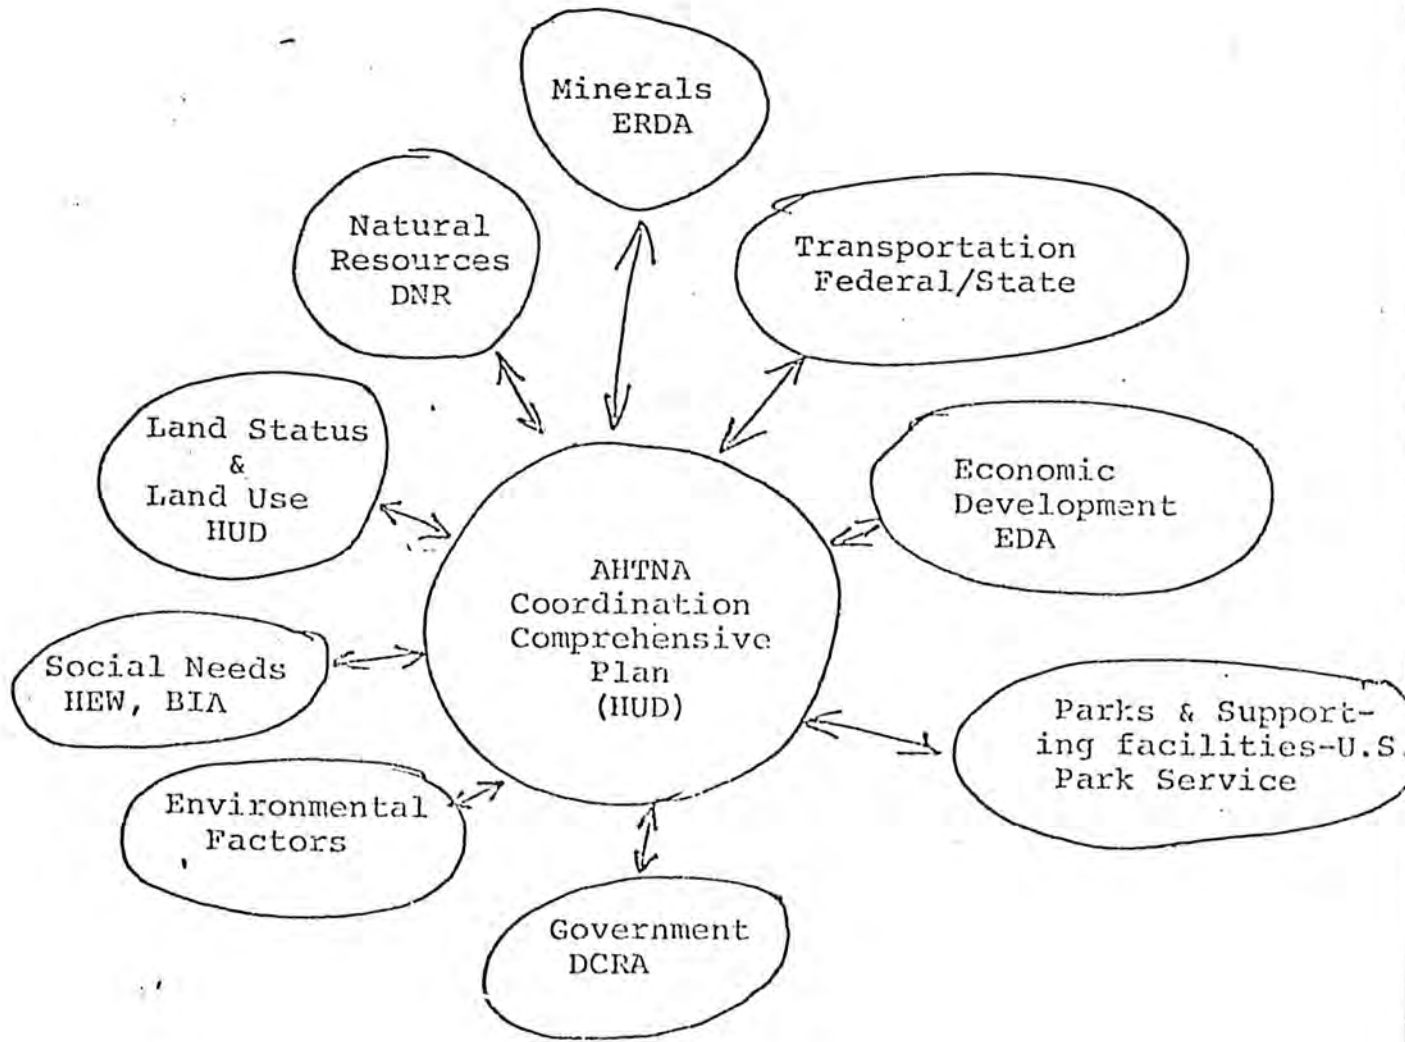 Minerals
ERDA
Natural
Resources
DNR
Transportation
Federal/State
Land Status
&
Land Use
HUD
Economic
Development
EDA
AHTNA
Coordination
Comprehensive
Plan
(HUD)
Social Needs
HEW, BIA
Parks & Support-
ing facilities-U.S.
Park Service
Environmental
Factors
Government
DCRA